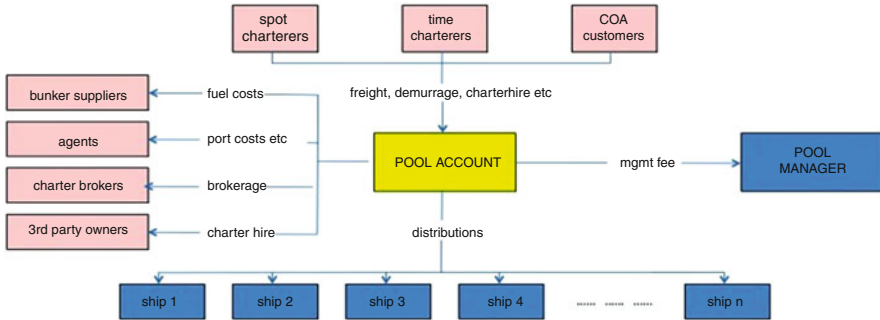 spot
charterers
time
charterers
COA
customers
bunker suppliers
fuel costs
freight, demurrage, charterhire etc
agents
port costs etc
POOL ACCOUNT
mgmt fee
POOL
MANAGER
charter brokers
brokerage
3rd party owners
charter hire
distributions
ship 1
ship 2
ship 3
ship 4
...... ...... ......
ship n